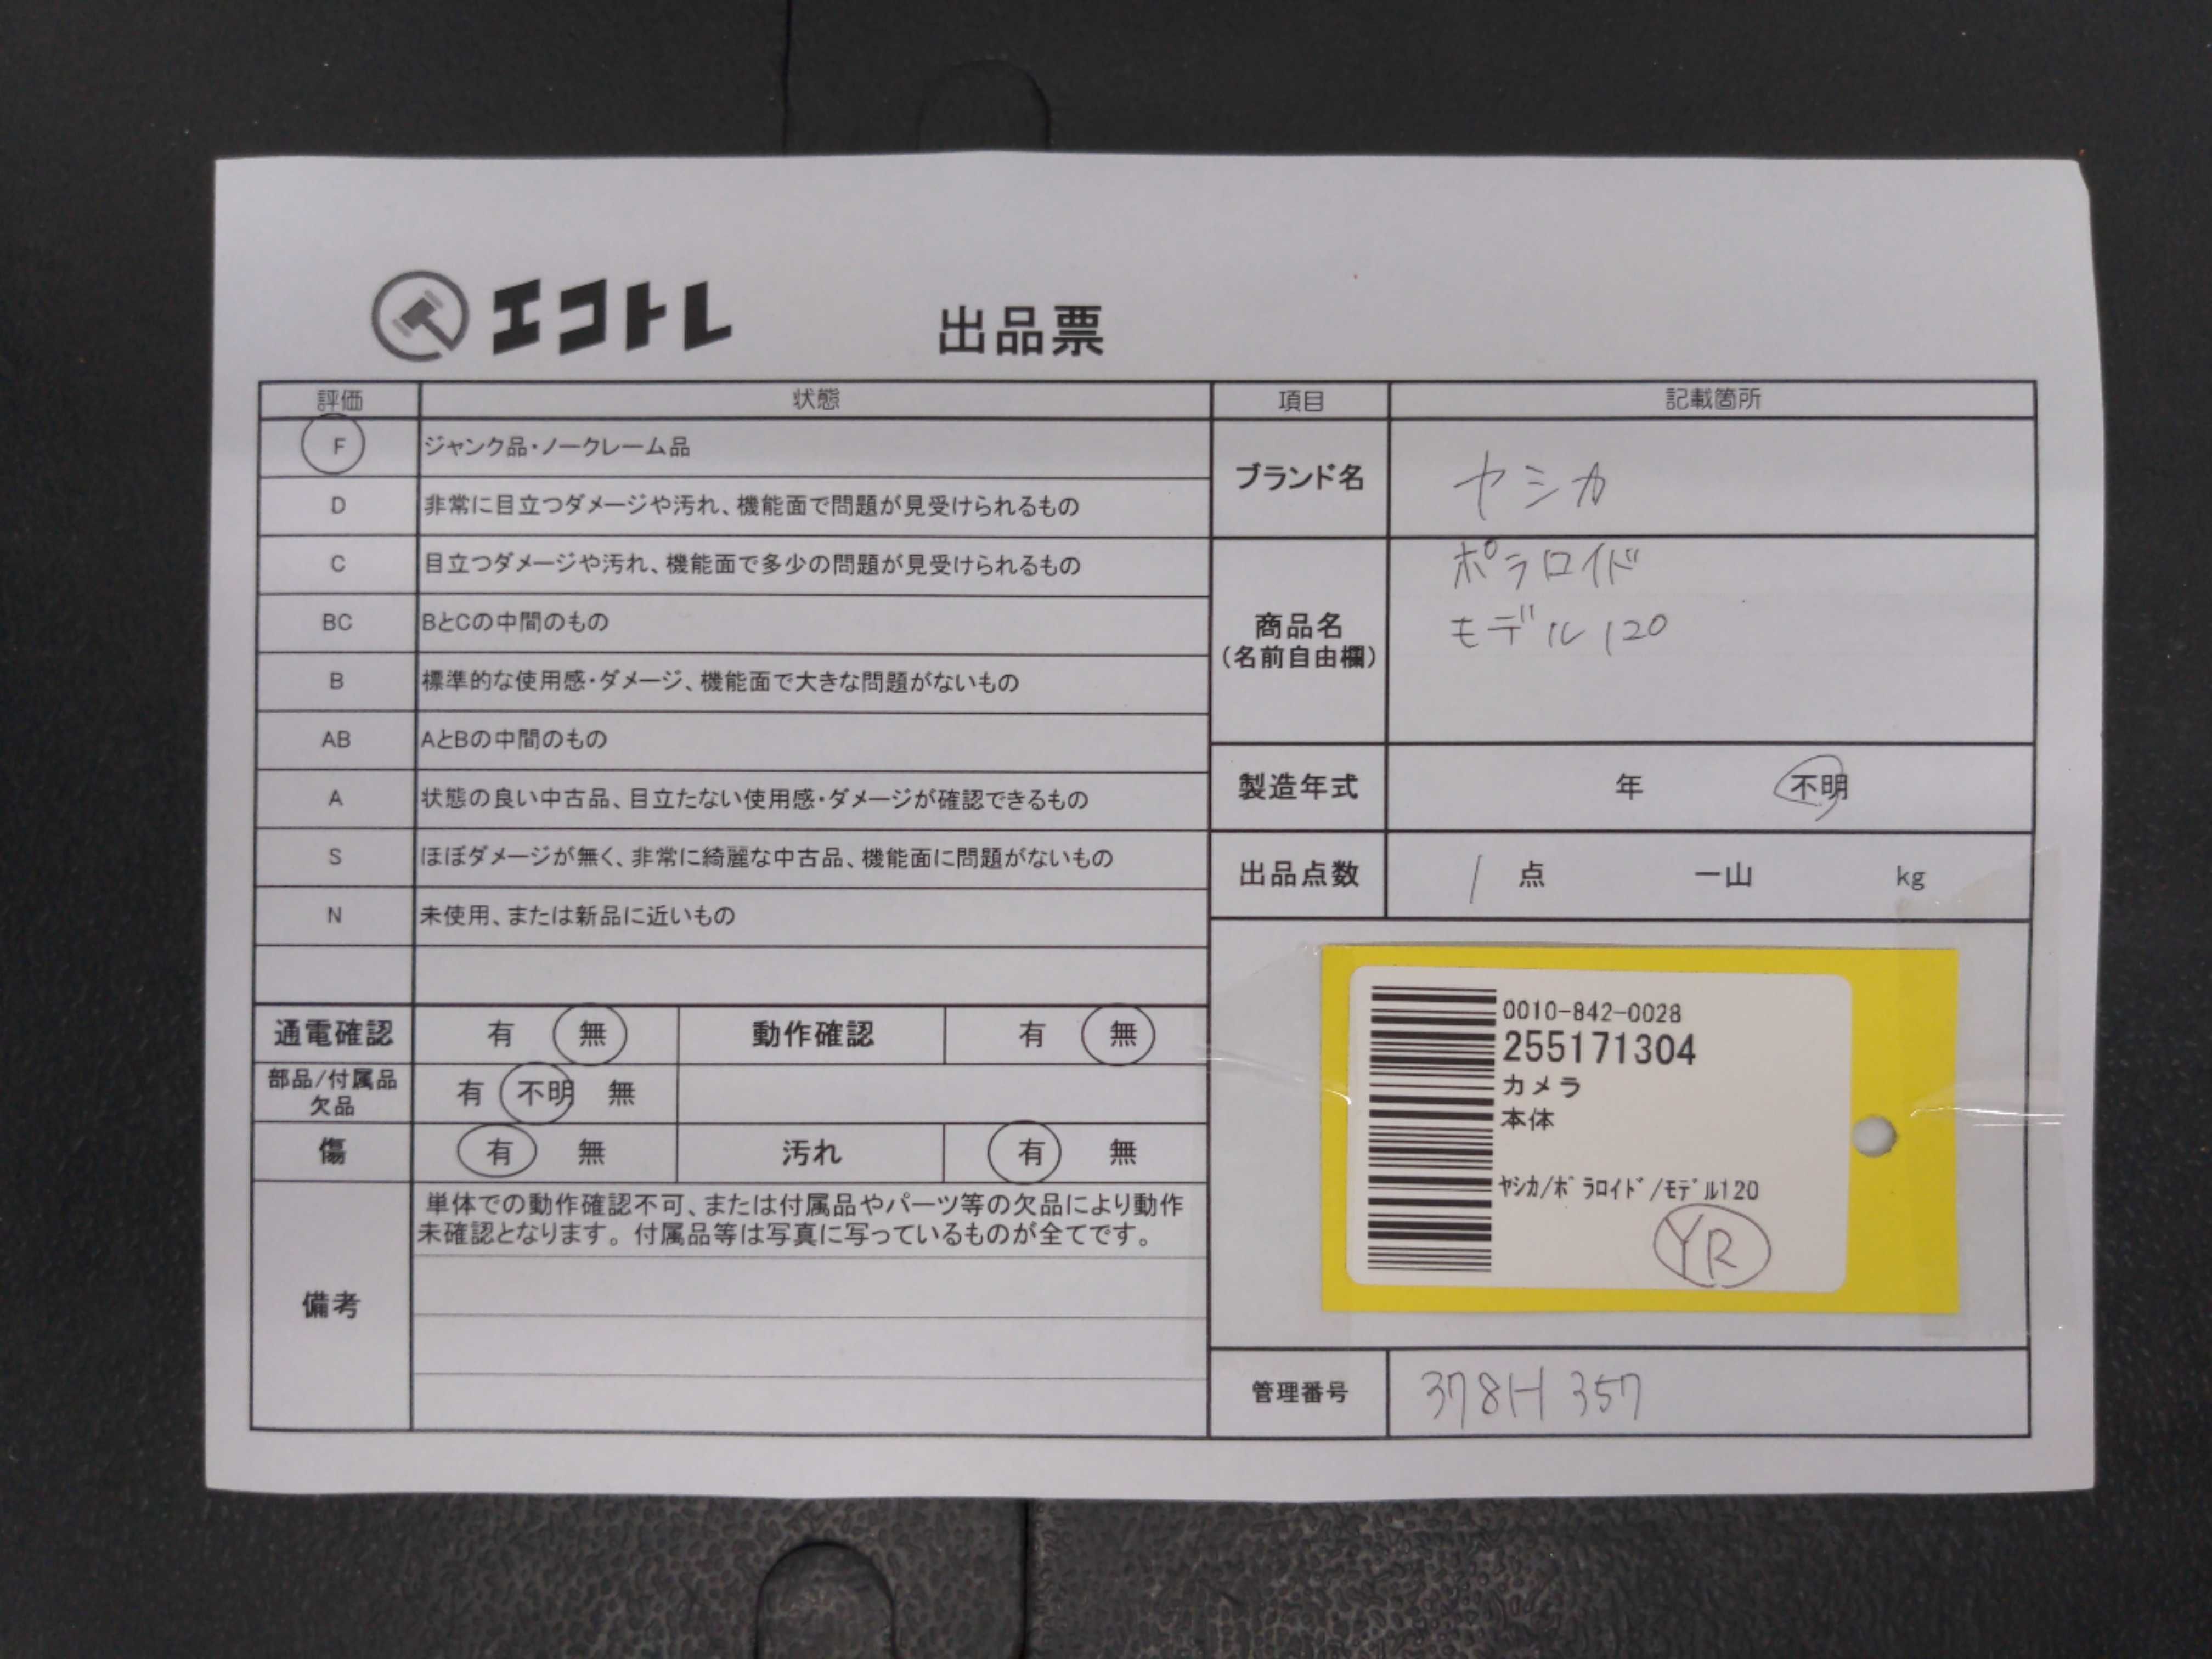 エコトレ
出品票
評価 状態
F ジャンク品・ノークレーム品
D 非常に目立つダメージや汚れ、機能面で問題が見受けられるもの
C 目立つダメージや汚れ、機能面で多少の問題が見受けられるもの
BC BとCの中間のもの
B 標準的な使用感・ダメージ、機能面で大きな問題がないもの
AB AとBの中間のもの
A 状態の良い中古品、目立たない使用感・ダメージが確認できるもの
S ほぼダメージが無く、非常に綺麗な中古品、機能面に問題がないもの
N 未使用、または新品に近いもの
通電確認 有 無 動作確認 有 無
部品/付属品
欠品
有 不明 無
傷 有 無 汚れ 有 無
備考
単体での動作確認不可、または付属品やパーツ等の欠品により動作
未確認となります。付属品等は写真に写っているものが全てです。
項目 記載箇所
ブランド名 ヤシカ
商品名
(名前自由欄)
ポラロイド
モデル120
製造年式 年 不明
出品点数 1 点 一山 kg
0010-842-0028
255171304
カメラ
本体
ﾔｼｶ/ﾎﾟﾗﾛｲﾄﾞ/ﾓﾃﾞﾙ120
YR
管理番号 378H357